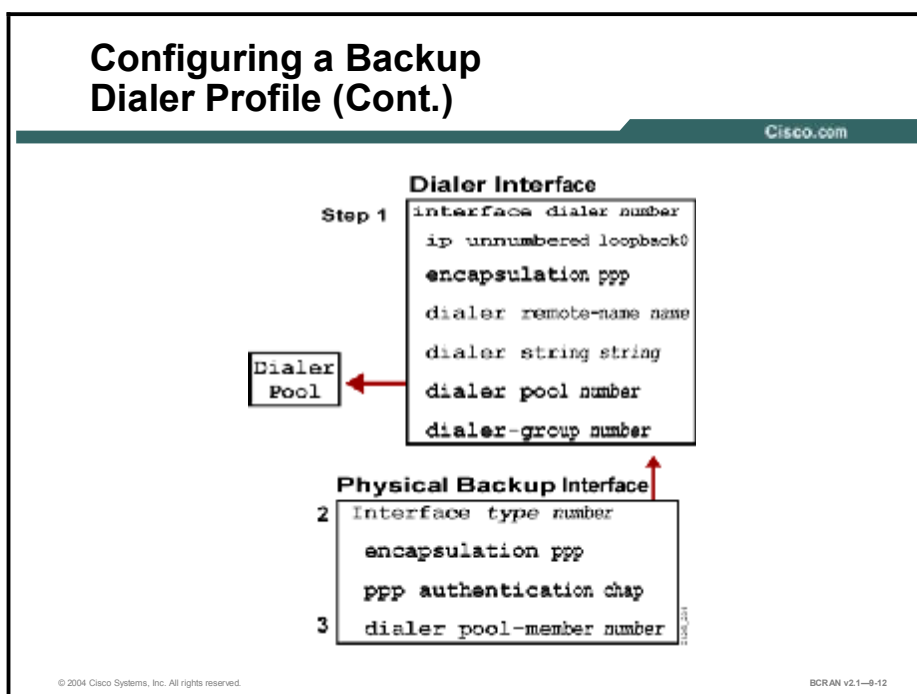 Configuring a Backup
Dialer Profile (Cont.)
Cisco.com
Dialer Interface
Step 1
interface dialer number
ip unnumbered loopback0
encapsulation ppp
dialer remote-name name
dialer string string
Dialer
Pool
dialer pool number
dialer-group number
Physical Backup Interface
2
Interface type number
encapsulation ppp
ppp authentication chap
3
dialer pool-member number
© 2004 Cisco Systems, Inc. All rights reserved.
BCRAN v2.1—9-12